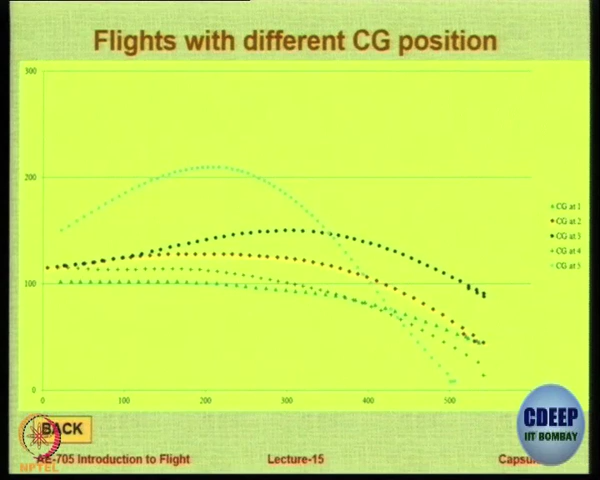 Flights with different CG position
300
200
100
0
0 100 200 300 400 500
CG at 1
CG at 2
CG at 3
CG at 4
CG at 5
BACK
NPTEL
AE-705 Introduction to Flight Lecture-15
CDEEP
IIT BOMBAY